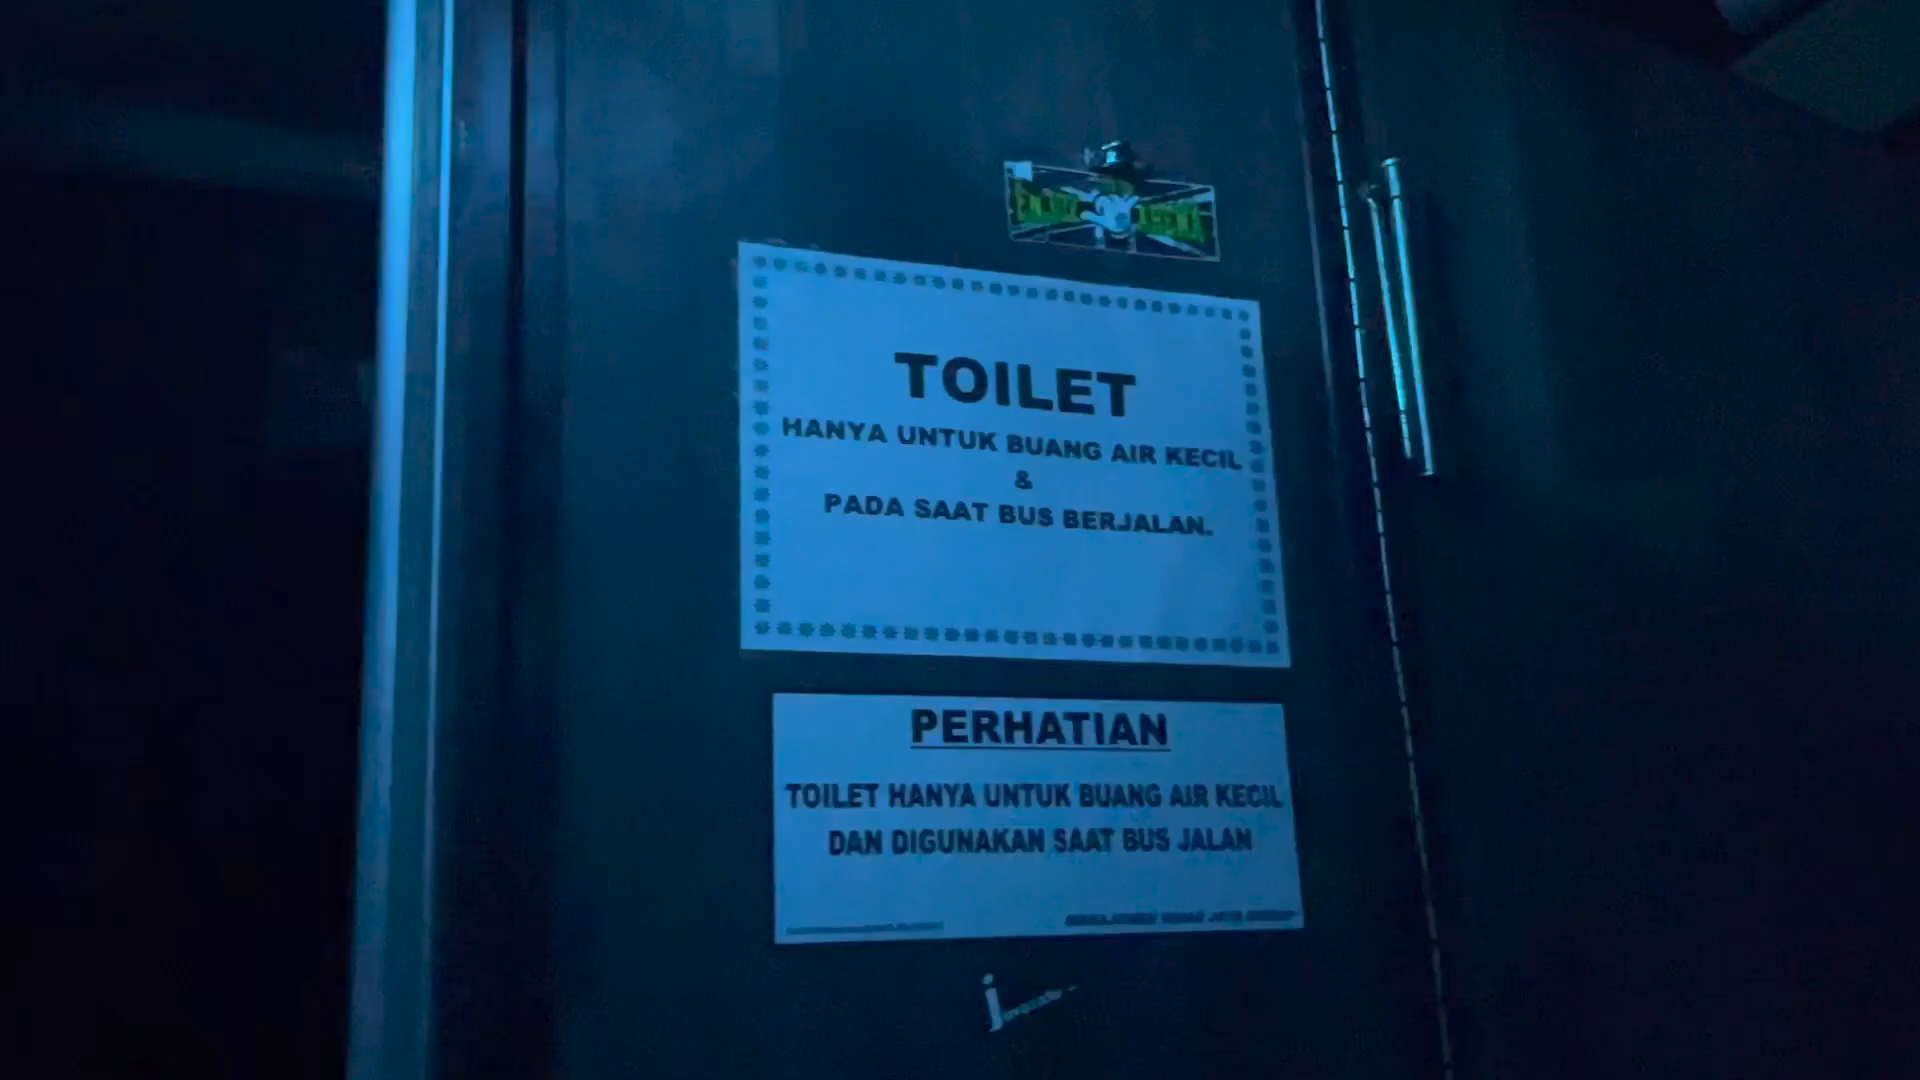 TOILET
HANYA UNTUK BUANG AIR KECIL
&
PADA SAAT BUS BERJALAN.
PERHATIAN
TOILET HANYA UNTUK BUANG AIR KECIL
DAN DIGUNAKAN SAAT BUS JALAN